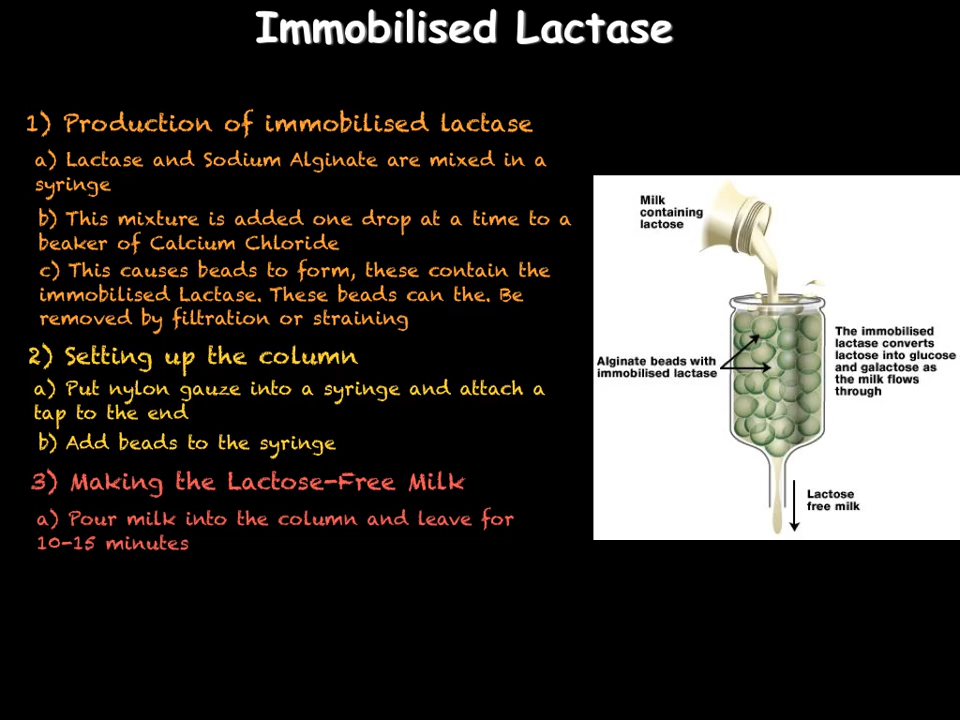 Immobilised Lactase
1) Production of immobilised lactase
a) Lactase and Sodium Alginate are mixed in a
syringe
b) This mixture is added one drop at a time to a
beaker of Calcium Chloride
c) This causes beads to form, these contain the
immobilised Lactase. These beads can the. Be
removed by filtration or straining
2) Setting up the column
a) Put nylon gauze into a syringe and attach a
tap to the end
b) Add beads to the syringe
3) Making the Lactose-Free Milk
a) Pour milk into the column and leave for
10-15 minutes
Milk
containing
lactose
Alginate beads with
immobilised lactase
The immobilised
lactase converts
lactose into glucose
and galactose as
the milk flows
through
Lactose
free milk